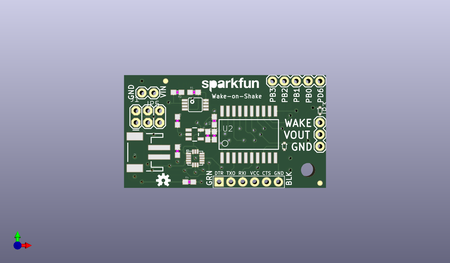 sparkfun
Wake-on-Shake
GND
VIN
PB3
PB2
PB1
PB0
PD6
U2
WAKE
VOUT
GND
GRN
DTR TXO RXI VCC CTS GND
BLK